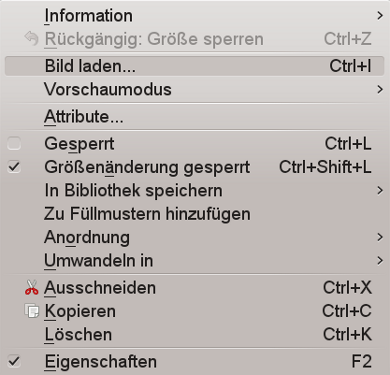 Information
Rückgängig: Größe sperren Ctrl+Z
Bild laden... Ctrl+I
Vorschaumodus
Attribute...
Gesperrt Ctrl+L
Größenänderung gesperrt Ctrl+Shift+L
In Bibliothek speichern
Zu Füllmustern hinzufügen
Anordnung
Umwandeln in
Ausschneiden Ctrl+X
Kopieren Ctrl+C
Löschen Ctrl+K
Eigenschaften F2